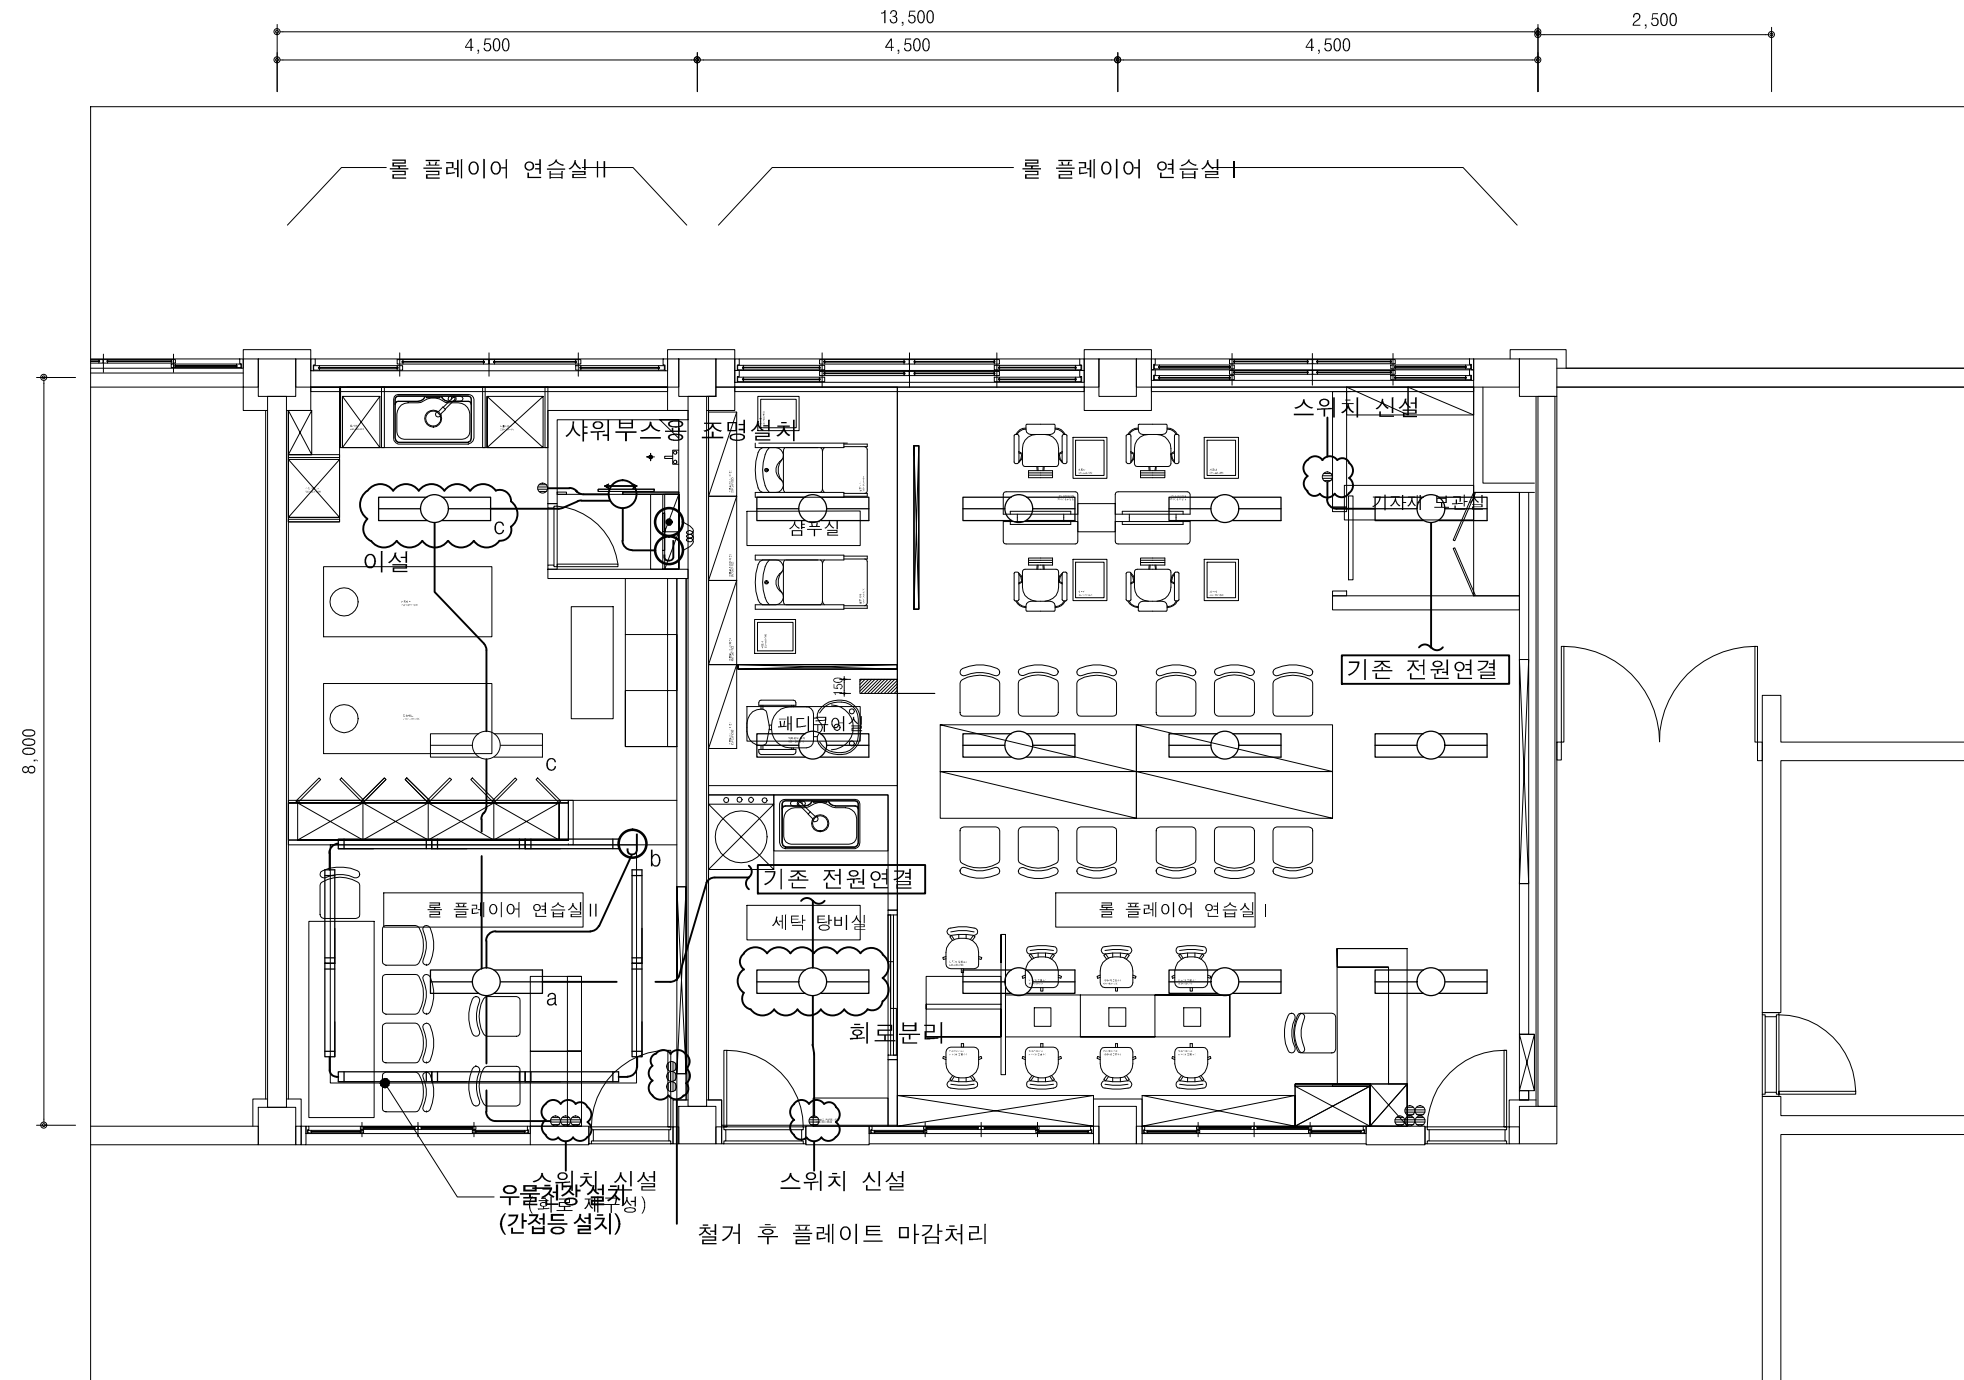 13,500
2,500
4,500
4,500
4,500
롤 플레이어 연습실 II
롤 플레이어 연습실 I
8,000
스위치 신설
샤워부스용 조명설치
기자재 보관실
c
샴푸실
이설
기존 전원연결
150
패디큐어실
c
b
기존 전원연결
롤 플레이어 연습실 II
세탁 탕비실
롤 플레이어 연습실 I
a
회로분리
스위치 신설
(회로 재구성)
우물천장 설치
(간접등 설치)
스위치 신설
철거 후 플레이트 마감처리